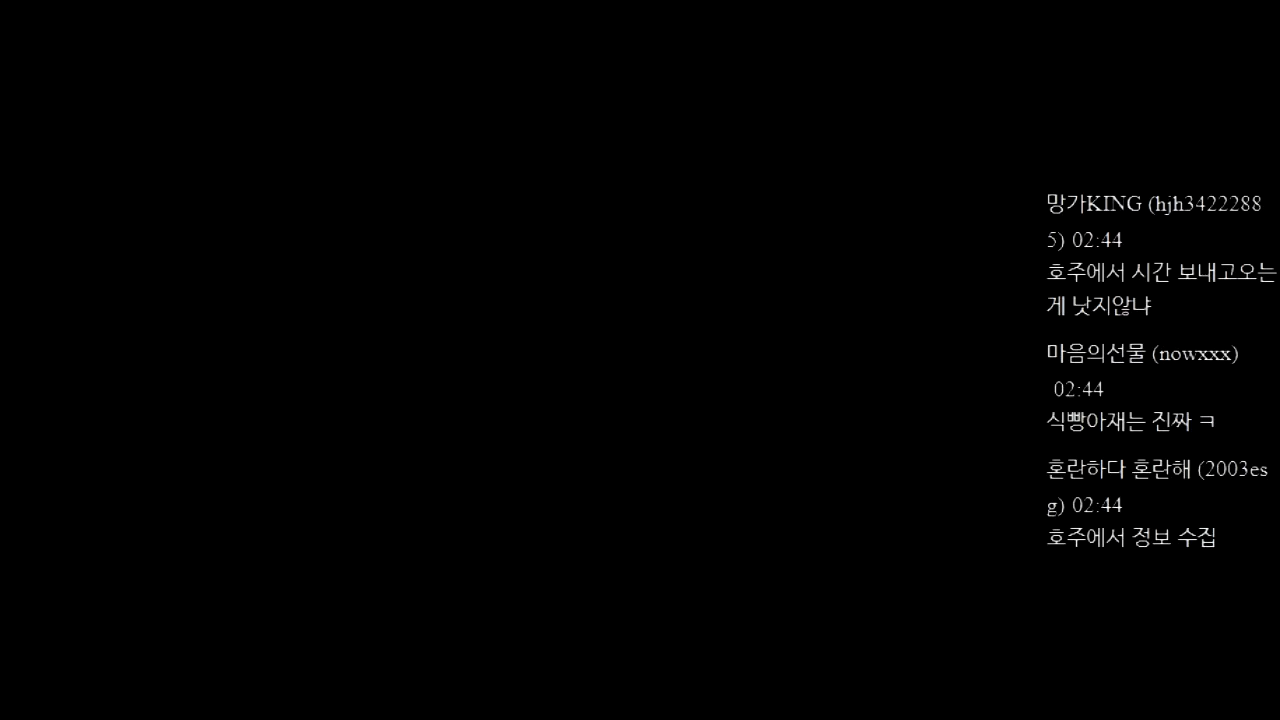 망가KING (hjh3422288
5) 02:44
호주에서 시간 보내고오는
게 낫지않냐
마음의선물 (nowxxx)
02:44
식빵아재는 진짜 ㅋ
혼란하다 혼란해 (2003es
g) 02:44
호주에서 정보 수집